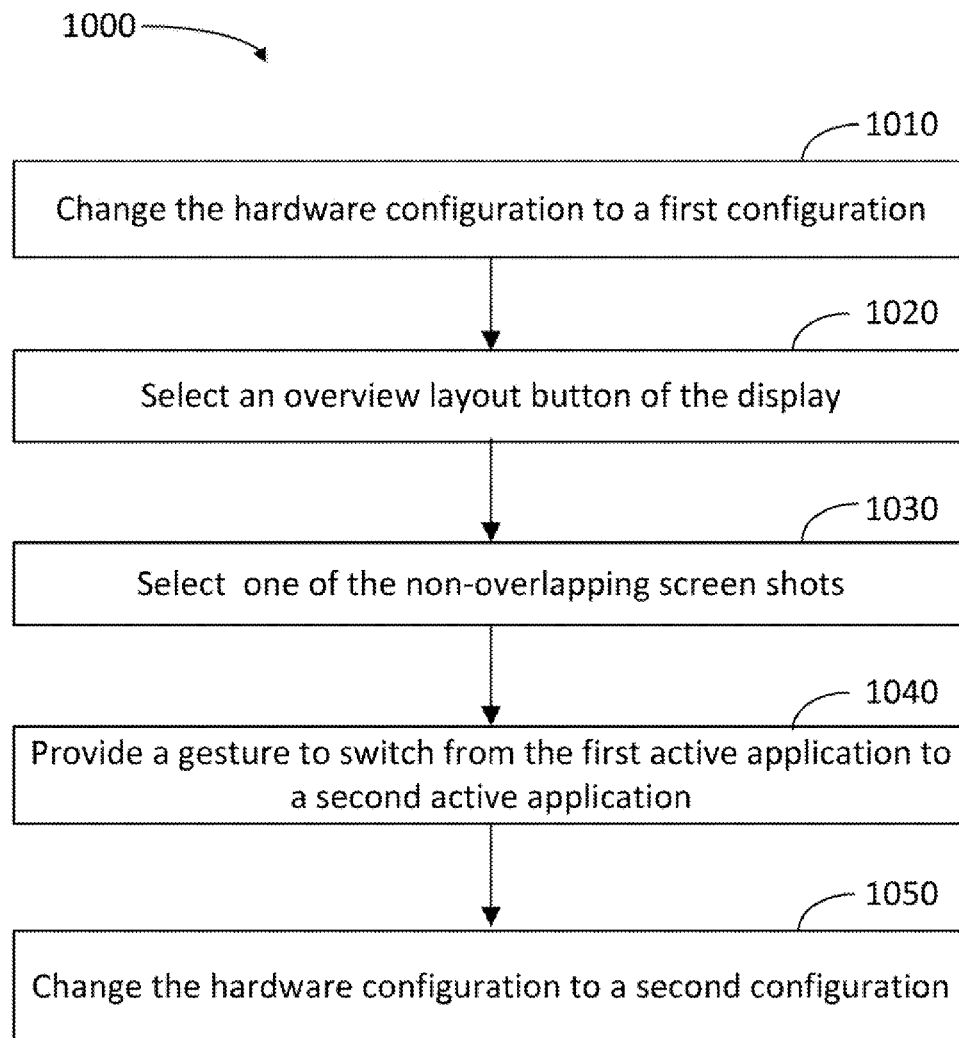 1000
1010
Change the hardware configuration to a first configuration
1020
Select an overview layout button of the display
1030
Select one of the non-overlapping screen shots
1040
Provide a gesture to switch from the first active application to
a second active application
1050
Change the hardware configuration to a second configuration